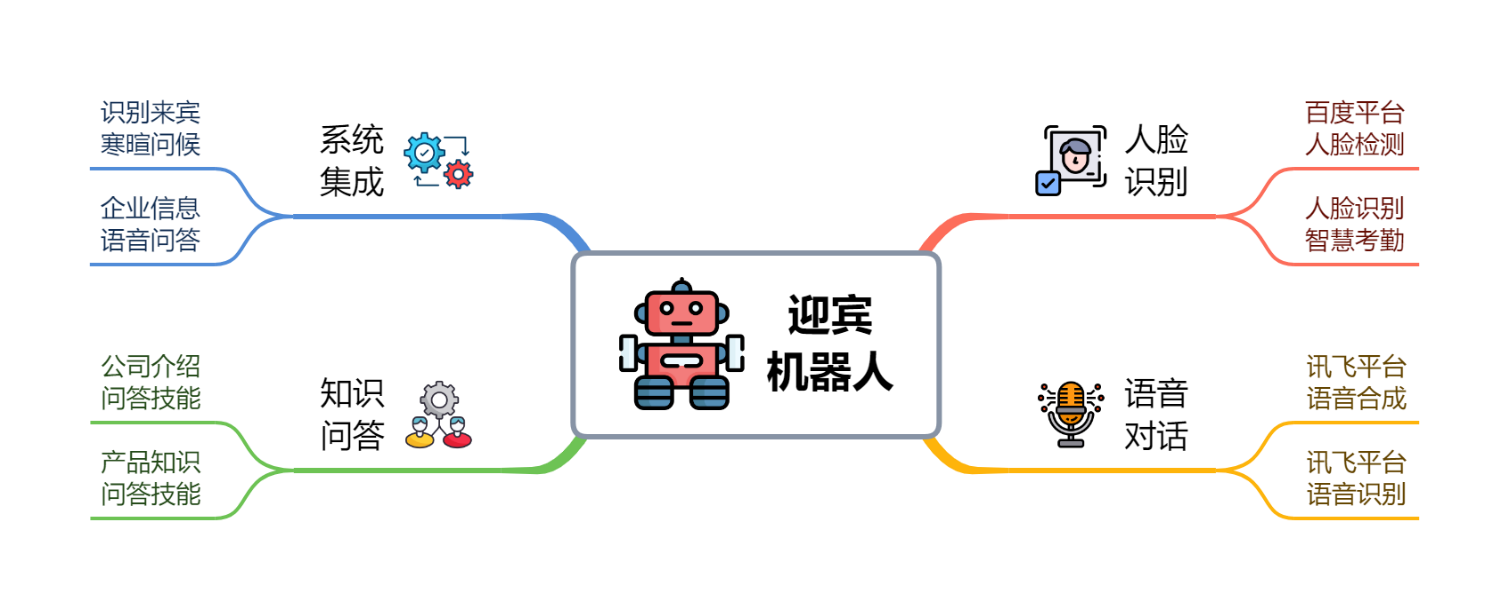 迎宾
机器人
人脸
识别
百度平台
人脸检测
人脸识别
智慧考勤
语音
对话
讯飞平台
语音合成
讯飞平台
语音识别
知识
问答
公司介绍
问答技能
产品知识
问答技能
系统
集成
识别来宾
寒暄问候
企业信息
语音问答